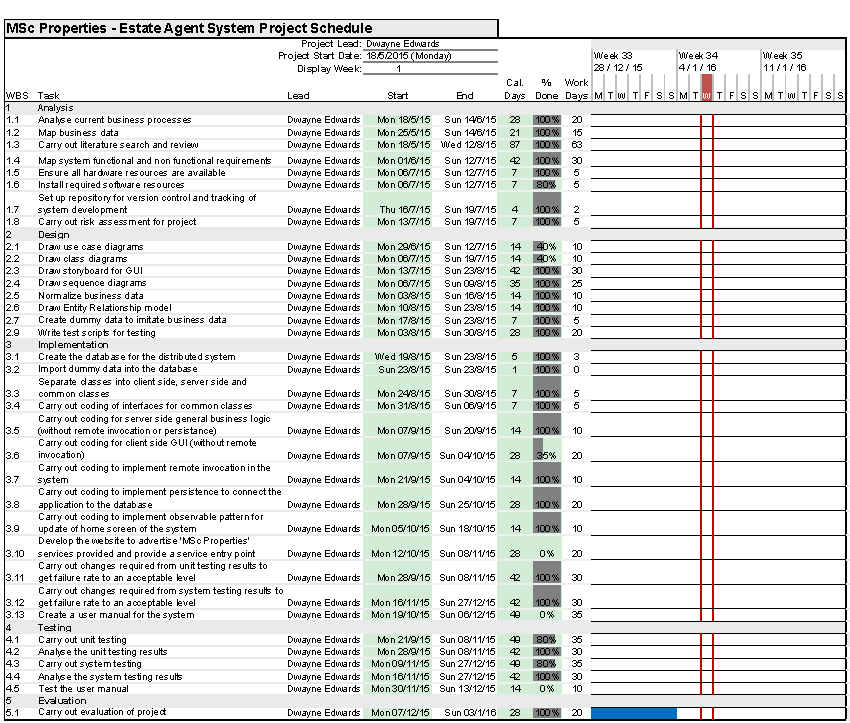 MSc Properties - Estate Agent System Project Schedule
Project Lead: Dwayne Edwards
Project Start Date: 18/5/2015 (Monday)
Display Week: 1
Week 33 Week 34 Week 35
28 / 12 / 15 4 / 1 / 16 11 / 1 / 16
Cal. % Work
WBS Task Lead Start End Days Done Days M T W T F S S M T W T F S S M T W T F S S
1 Analysis
1.1 Analyse current business processes Dwayne Edwards Mon 18/5/15 Sun 14/6/15 28 100% 20
1.2 Map business data Dwayne Edwards Mon 25/5/15 Sun 14/6/15 21 100% 15
1.3 Carry out literature search and review Dwayne Edwards Mon 18/5/15 Wed 12/8/15 87 100% 63
1.4 Map system functional and non functional requirements Dwayne Edwards Mon 01/6/15 Sun 12/7/15 42 100% 30
1.5 Ensure all hardware resources are available Dwayne Edwards Mon 06/7/15 Sun 12/7/15 7 100% 5
1.6 Install required software resources Dwayne Edwards Mon 06/7/15 Sun 12/7/15 7 80% 5
Set up repository for version control and tracking of
1.7 system development Dwayne Edwards Thu 16/7/15 Sun 19/7/15 4 100% 2
1.8 Carry out risk assessment for project Dwayne Edwards Mon 13/7/15 Sun 19/7/15 7 100% 5
2 Design
2.1 Draw use case diagrams Dwayne Edwards Mon 29/6/15 Sun 12/7/15 14 40% 10
2.2 Draw class diagrams Dwayne Edwards Mon 06/7/15 Sun 19/7/15 14 40% 10
2.3 Draw storyboard for GUI Dwayne Edwards Mon 13/7/15 Sun 23/8/15 42 100% 30
2.4 Draw sequence diagrams Dwayne Edwards Mon 06/7/15 Sun 09/8/15 35 100% 25
2.5 Normalize business data Dwayne Edwards Mon 03/8/15 Sun 16/8/15 14 100% 10
2.6 Draw Entity Relationship model Dwayne Edwards Mon 10/8/15 Sun 23/8/15 14 100% 10
2.7 Create dummy data to imitate business data Dwayne Edwards Mon 17/8/15 Sun 23/8/15 7 100% 5
2.9 Write test scripts for testing Dwayne Edwards Mon 03/8/15 Sun 30/8/15 28 100% 20
3 Implementation
3.1 Create the database for the distributed system Dwayne Edwards Wed 19/8/15 Sun 23/8/15 5 100% 3
3.2 Import dummy data into the database Dwayne Edwards Sun 23/8/15 Sun 23/8/15 1 100% 0
Separate classes into client side, server side and
3.3 common classes Dwayne Edwards Mon 24/8/15 Sun 30/8/15 7 100% 5
3.4 Carry out coding of interfaces for common classes Dwayne Edwards Mon 31/8/15 Sun 06/9/15 7 100% 5
Carry out coding for server side general business logic
3.5 (without remote invocation or persistance) Dwayne Edwards Mon 07/9/15 Sun 20/9/15 14 100% 10
Carry out coding for client side GUI (without remote
3.6 invocation) Dwayne Edwards Mon 07/9/15 Sun 04/10/15 28 35% 20
Carry out coding to implement remote invocation in the
3.7 system Dwayne Edwards Mon 21/9/15 Sun 04/10/15 14 100% 10
Carry out coding to implement persistence to connect the
3.8 application to the database Dwayne Edwards Mon 28/9/15 Sun 25/10/15 28 100% 20
Carry out coding to implement observable pattern for
3.9 update of home screen of the system Dwayne Edwards Mon 05/10/15 Sun 18/10/15 14 100% 10
Develop the website to advertise 'MSc Properties'
3.10 services provided and provide a service entry point Dwayne Edwards Mon 12/10/15 Sun 08/11/15 28 0% 20
Carry out changes required from unit testing results to
3.11 get failure rate to an acceptable level Dwayne Edwards Mon 28/9/15 Sun 08/11/15 42 100% 30
Carry out changes required from system testing results to
3.12 get failure rate to an acceptable level Dwayne Edwards Mon 16/11/15 Sun 27/12/15 42 100% 30
3.13 Create a user manual for the system Dwayne Edwards Mon 19/10/15 Sun 06/12/15 49 0% 35
4 Testing
4.1 Carry out unit testing Dwayne Edwards Mon 21/9/15 Sun 08/11/15 49 80% 35
4.2 Analyse the unit testing results Dwayne Edwards Mon 28/9/15 Sun 08/11/15 42 100% 30
4.3 Carry out system testing Dwayne Edwards Mon 09/11/15 Sun 27/12/15 49 80% 35
4.4 Analyse the system testing results Dwayne Edwards Mon 16/11/15 Sun 27/12/15 42 100% 30
4.5 Test the user manual Dwayne Edwards Mon 30/11/15 Sun 13/12/15 14 0% 10
5 Evaluation
5.1 Carry out evaluation of project Dwayne Edwards Mon 07/12/15 Sun 03/1/16 28 100% 20